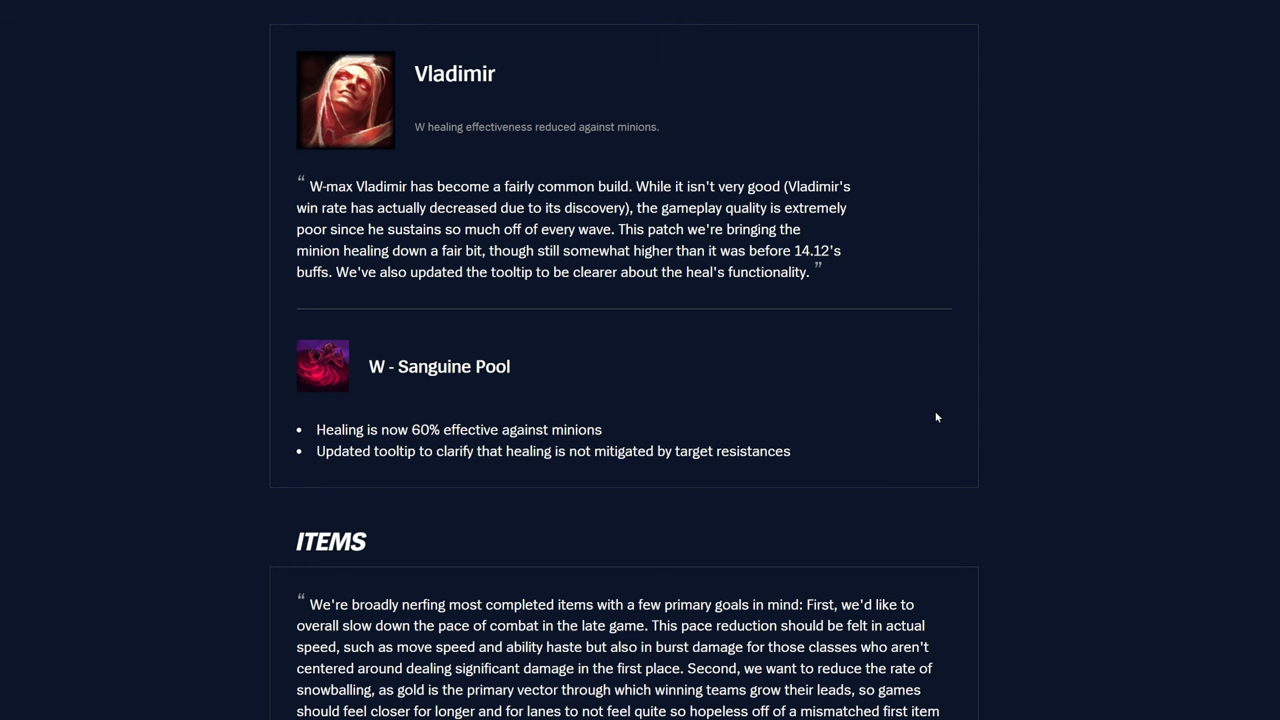 Vladimir
W healing effectiveness reduced against minions.
“ W-max Vladimir has become a fairly common build. While it isn't very good (Vladimir's
win rate has actually decreased due to its discovery), the gameplay quality is extremely
poor since he sustains so much off of every wave. This patch we're bringing the
minion healing down a fair bit, though still somewhat higher than it was before 14.12's
buffs. We've also updated the tooltip to be clearer about the heal's functionality. ”
W - Sanguine Pool
• Healing is now 60% effective against minions
• Updated tooltip to clarify that healing is not mitigated by target resistances
ITEMS
“ We're broadly nerfing most completed items with a few primary goals in mind: First, we'd like to
overall slow down the pace of combat in the late game. This pace reduction should be felt in actual
speed, such as move speed and ability haste but also in burst damage for those classes who aren't
centered around dealing significant damage in the first place. Second, we want to reduce the rate of
snowballing, as gold is the primary vector through which winning teams grow their leads, so games
should feel closer for longer and for lanes to not feel quite so hopeless off of a mismatched first item